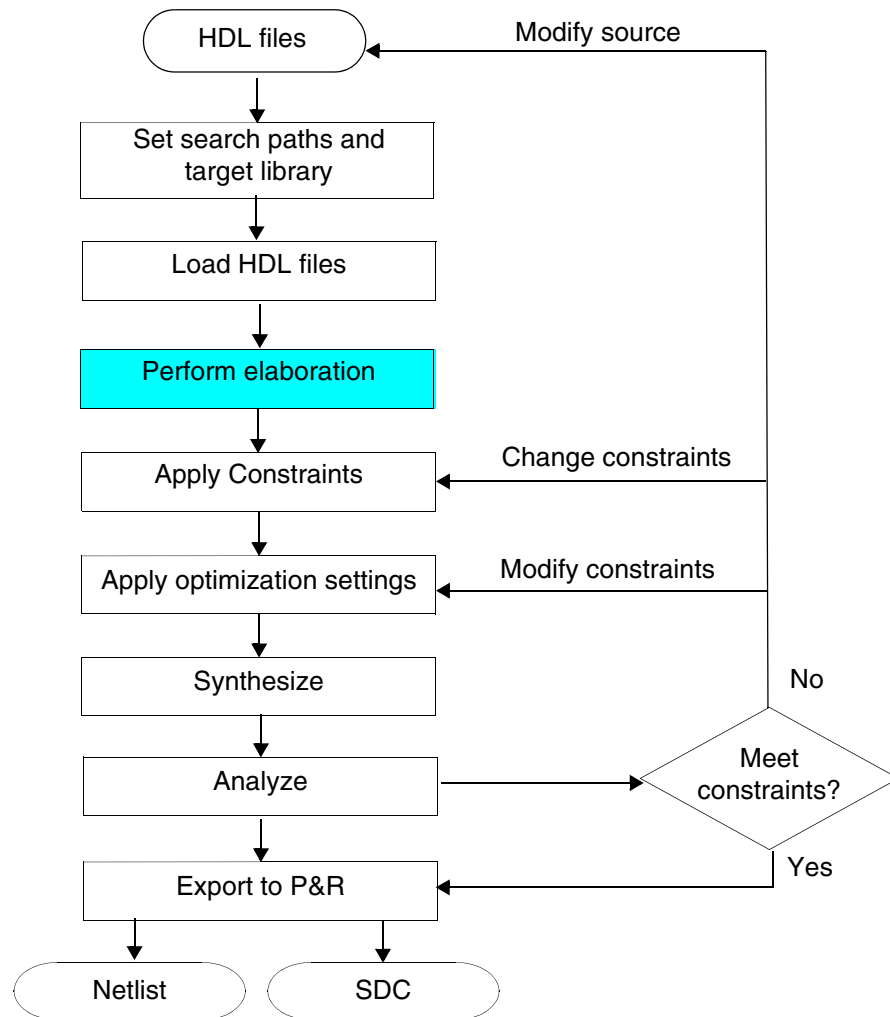 HDL files
Modify source
Set search paths and
target library
Load HDL files
Perform elaboration
Change constraints
Apply Constraints
Modify constraints
Apply optimization settings
Synthesize
No
Meet
constraints?
Analyze
Yes
Export to P&R
Netlist
SDC